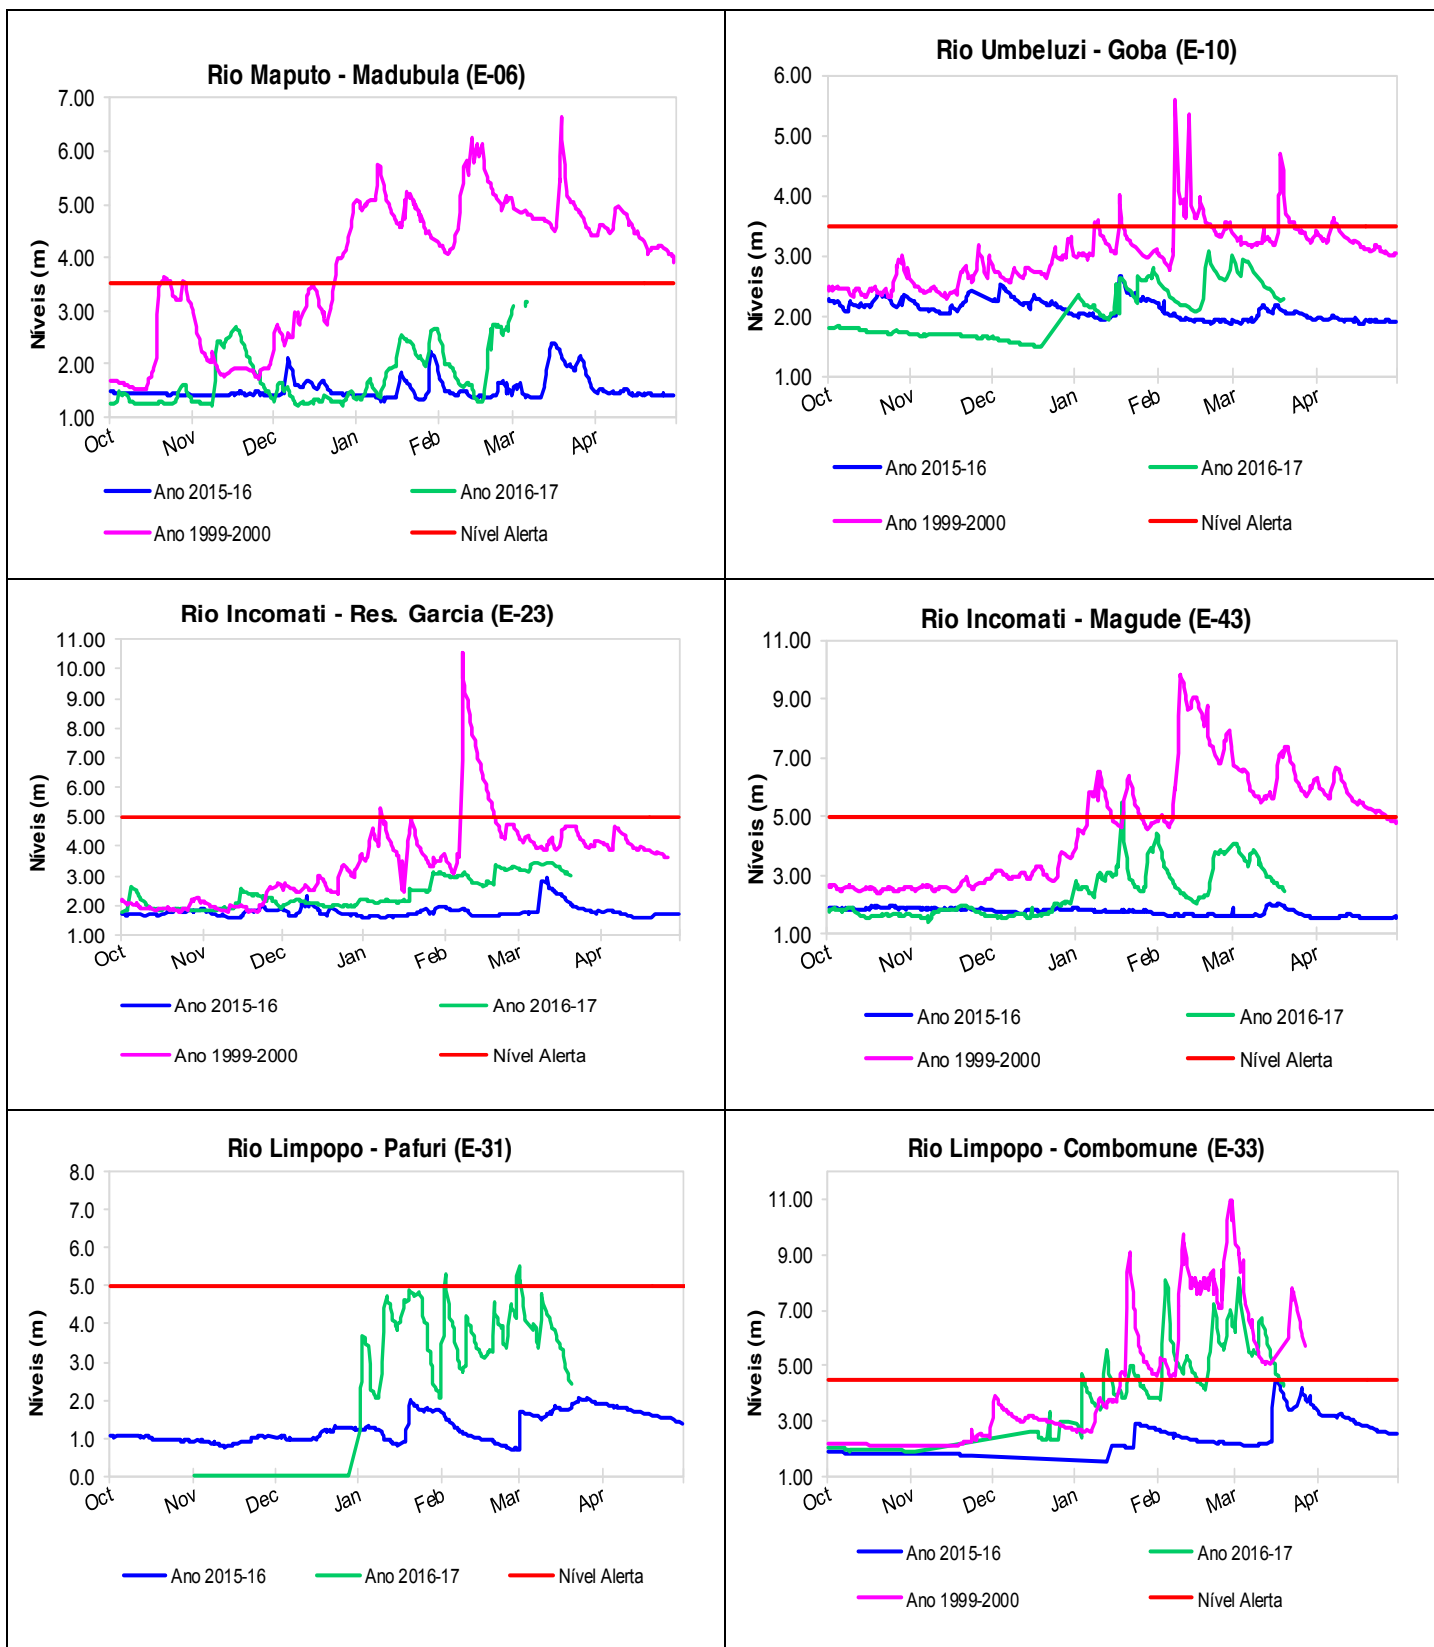 Rio Maputo - Madubula (E-06)
Níveis (m)
7.00
6.00
5.00
4.00
3.00
2.00
1.00
Oct Nov Dec Jan Feb Mar Apr
Ano 2015-16 Ano 2016-17
Ano 1999-2000 Nível Alerta
Rio Umbeluzi - Goba (E-10)
Níveis (m)
6.00
5.00
4.00
3.00
2.00
1.00
Oct Nov Dec Jan Feb Mar Apr
Ano 2015-16 Ano 2016-17
Ano 1999-2000 Nível Alerta
Rio Incomati - Res. Garcia (E-23)
Níveis (m)
11.00
10.00
9.00
8.00
7.00
6.00
5.00
4.00
3.00
2.00
1.00
Oct Nov Dec Jan Feb Mar Apr
Ano 2015-16 Ano 2016-17
Ano 1999-2000 Nível Alerta
Rio Incomati - Magude (E-43)
Níveis (m)
11.00
9.00
7.00
5.00
3.00
1.00
Oct Nov Dec Jan Feb Mar Apr
Ano 2015-16 Ano 2016-17
Ano 1999-2000 Nível Alerta
Rio Limpopo - Pafuri (E-31)
Níveis (m)
8.0
7.0
6.0
5.0
4.0
3.0
2.0
1.0
0.0
Oct Nov Dec Jan Feb Mar Apr
Ano 2015-16 Ano 2016-17 Nível Alerta
Rio Limpopo - Combomune (E-33)
Níveis (m)
11.00
9.00
7.00
5.00
3.00
1.00
Oct Nov Dec Jan Feb Mar Apr
Ano 2015-16 Ano 2016-17
Ano 1999-2000 Nível Alerta